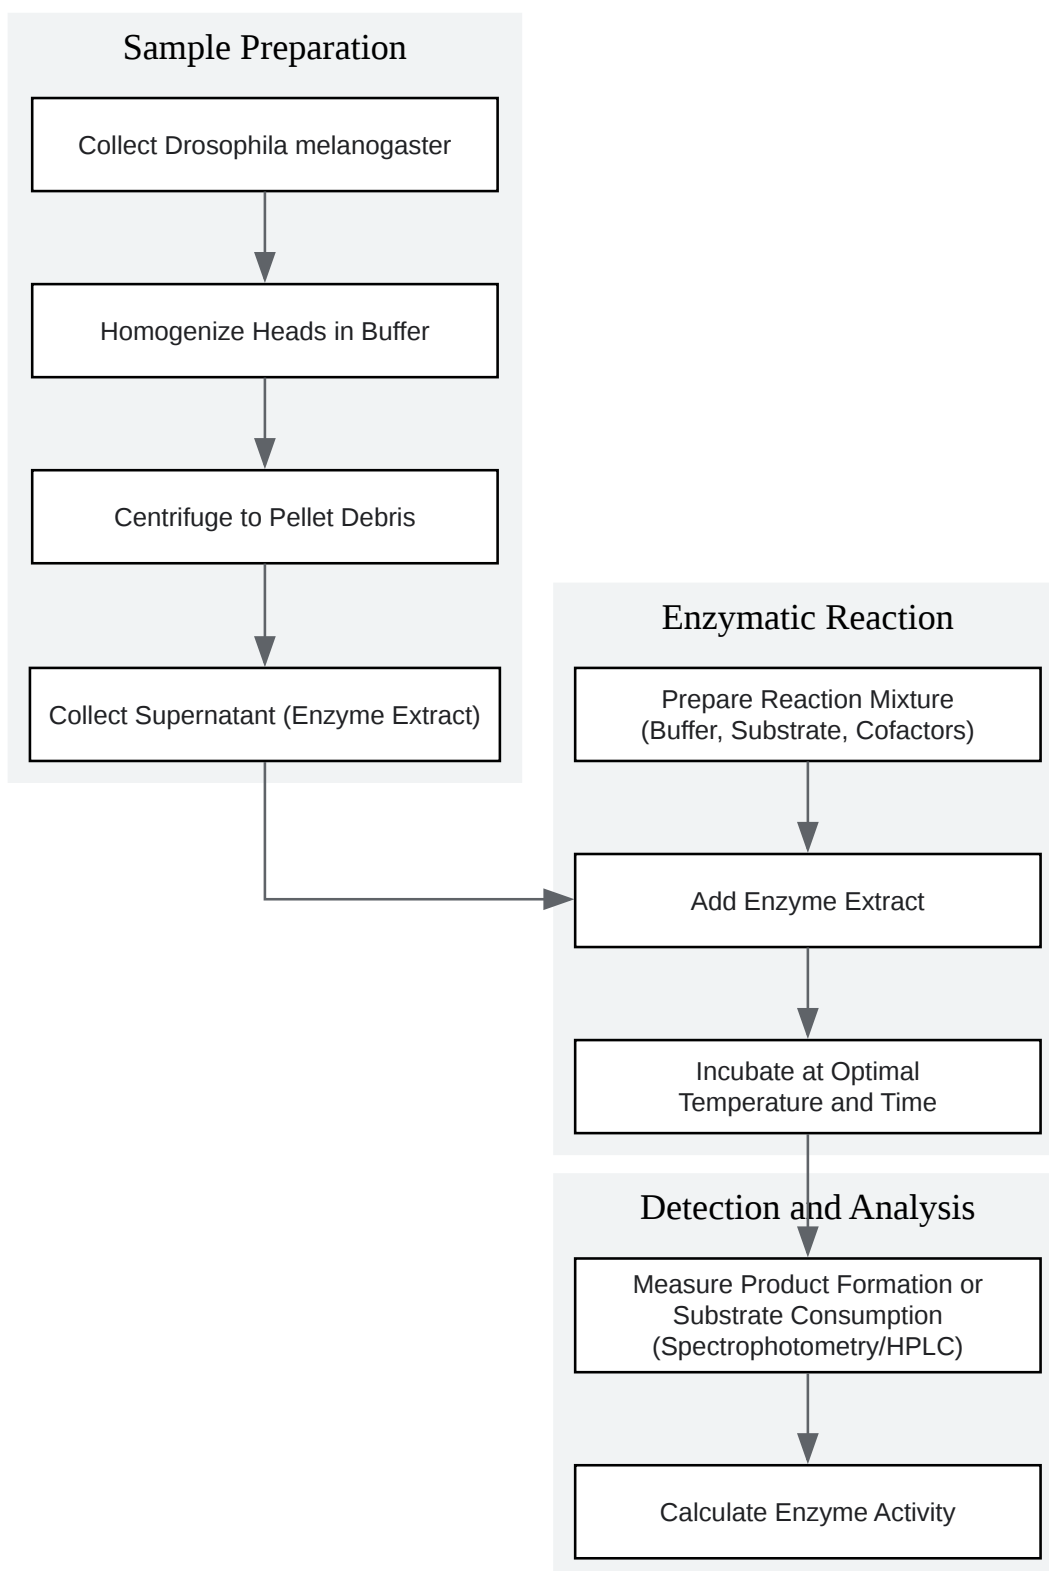 Sample Preparation
Collect Drosophila melanogaster
Homogenize Heads in Buffer
Centrifuge to Pellet Debris
Collect Supernatant (Enzyme Extract)
Enzymatic Reaction
Prepare Reaction Mixture
(Buffer, Substrate, Cofactors)
Add Enzyme Extract
Incubate at Optimal
Temperature and Time
Detection and Analysis
Measure Product Formation or
Substrate Consumption
(Spectrophotometry/HPLC)
Calculate Enzyme Activity